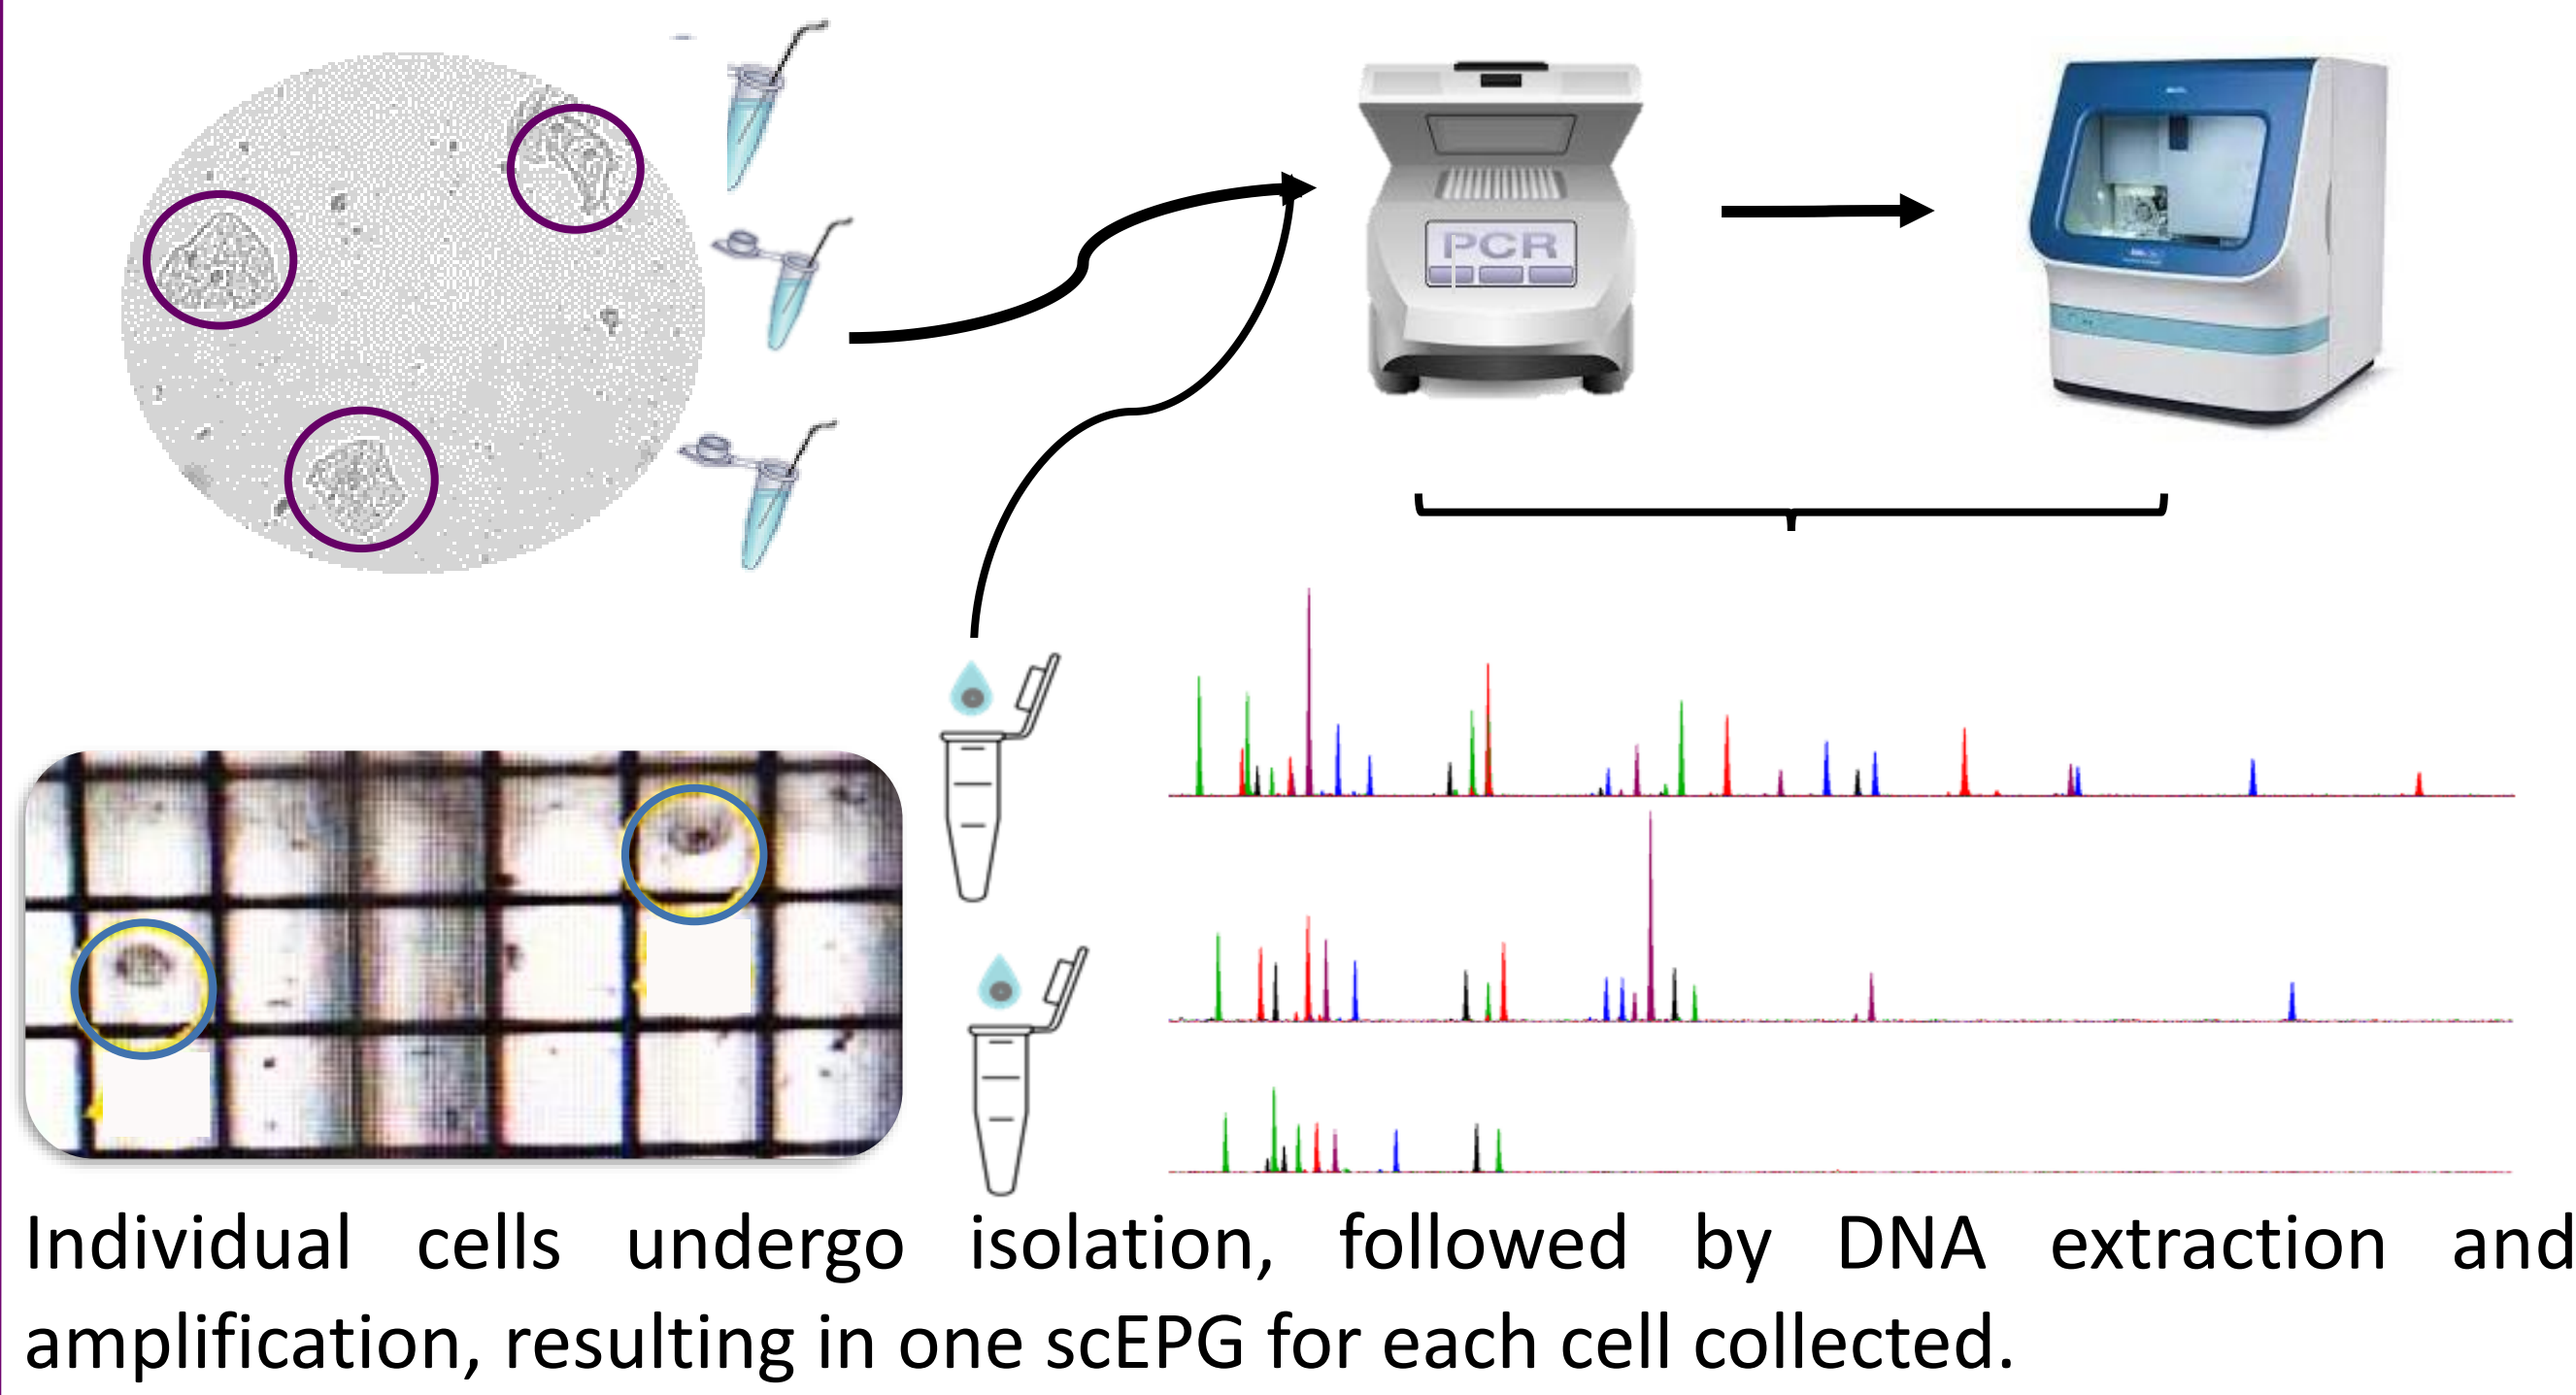 PCR
Individual cells undergo isolation, followed by DNA extraction and
amplification, resulting in one scEPG for each cell collected.